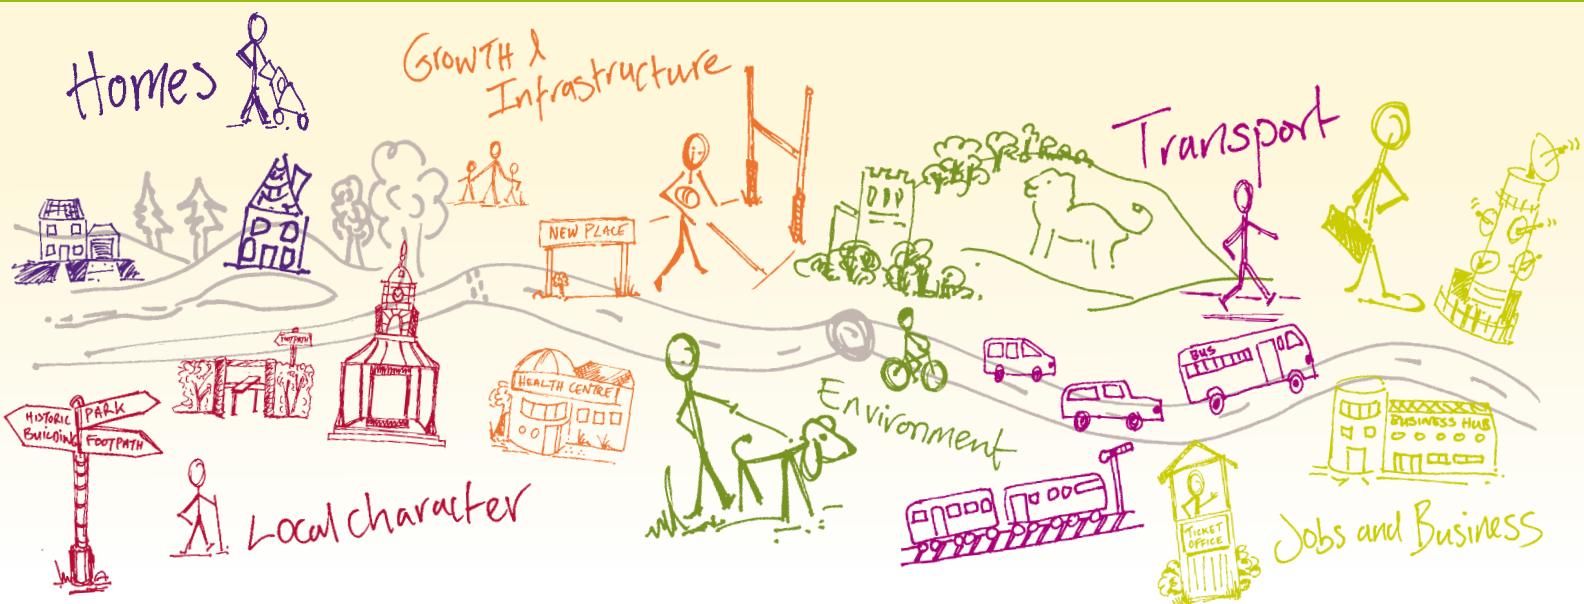 Homes
Growth &
Infrastructure
Transport
NEW PLACE
FOOTPATH
BUS
HEALTH CENTRE
HISTORIC
BUILDING
PARK
FOOTPATH
Environment
BUSINESS HUB
Local character
TICKET
OFFICE
Jobs and Business